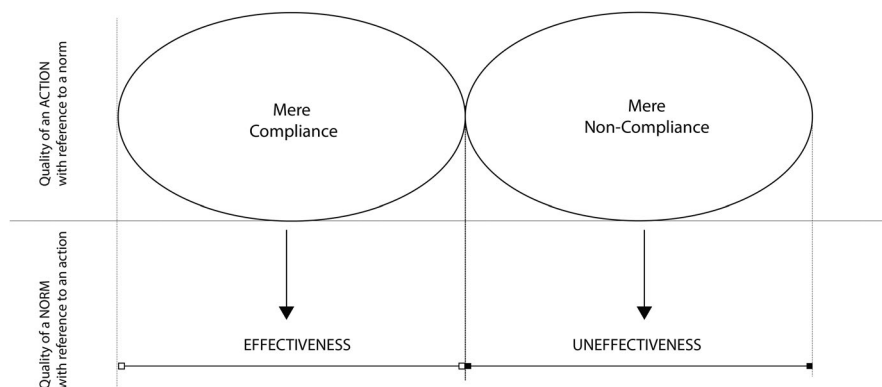 Quality of an ACTION
with reference to a norm
Mere
Compliance
Mere
Non-Compliance
Quality of a NORM
with reference to an action
EFFECTIVENESS
UNEFFECTIVENESS